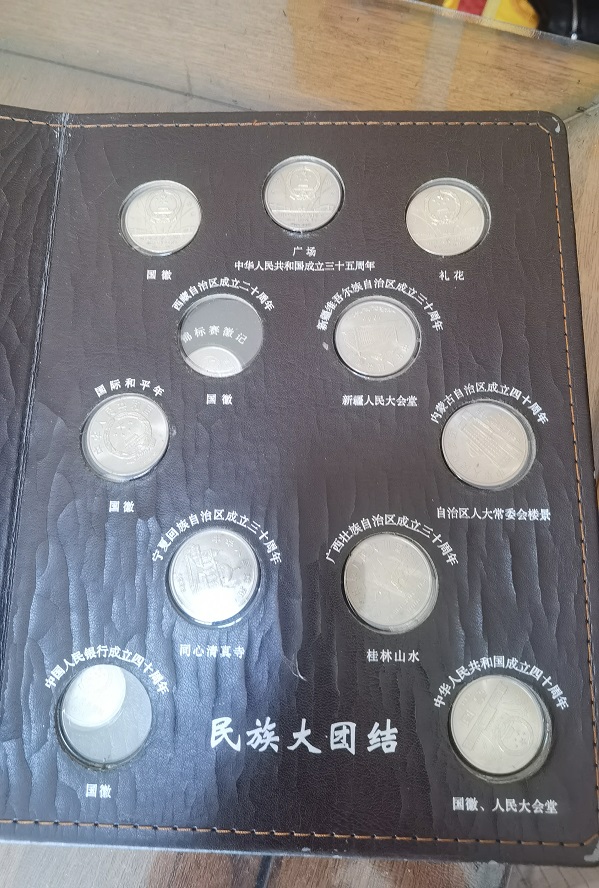 国徽
广场
中华人民共和国成立三十五周年
礼花
西藏自治区成立二十周年
锦标赛徽记
国徽
新疆维吾尔族自治区成立三十周年
新疆人民大会堂
国际和平年
国徽
内蒙古自治区成立四十周年
自治区人大常委会楼景
宁夏回族自治区成立三十周年
同心清真寺
广西壮族自治区成立三十周年
桂林山水
中国人民银行成立四十周年
国徽
民族大团结
中华人民共和国成立四十周年
国徽、人民大会堂